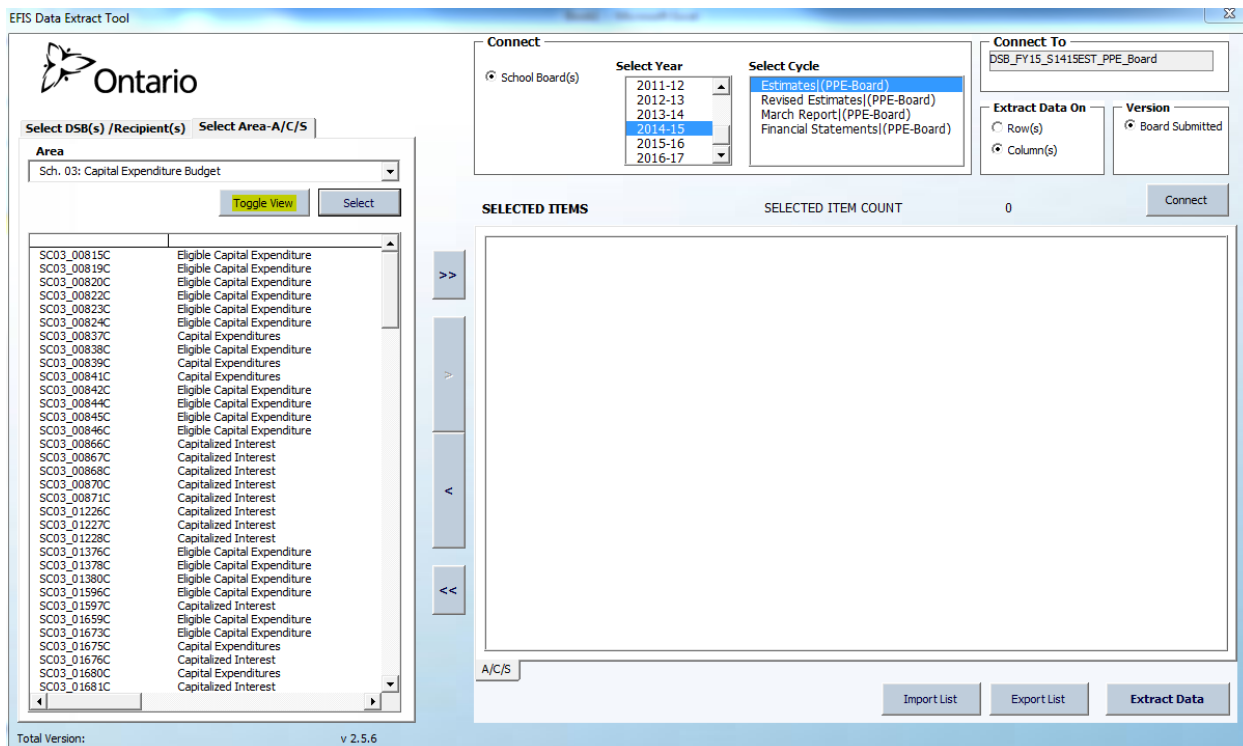 EFIS Data Extract Tool
Ontario
Connect
School Board(s)
Select Year
2011-12
2012-13
2013-14
2014-15
2015-16
2016-17
Select Cycle
Estimates|(PPE-Board)
Revised Estimates|(PPE-Board)
March Report|(PPE-Board)
Financial Statements|(PPE-Board)
Connect To
DSB_FY15_S1415EST_PPE_Board
Extract Data On
Row(s)
Column(s)
Version
Board Submitted
Select DSB(s) /Recipient(s) Select Area-A/C/S
Area
Sch. 03: Capital Expenditure Budget
Toggle View Select
SELECTED ITEMS SELECTED ITEM COUNT 0 Connect
SC03_00815C Eligible Capital Expenditure
SC03_00819C Eligible Capital Expenditure
SC03_00820C Eligible Capital Expenditure
SC03_00822C Eligible Capital Expenditure
SC03_00823C Eligible Capital Expenditure
SC03_00824C Eligible Capital Expenditure
SC03_00837C Capital Expenditures
SC03_00838C Eligible Capital Expenditure
SC03_00839C Capital Expenditures
SC03_00841C Capital Expenditures
SC03_00842C Eligible Capital Expenditure
SC03_00844C Eligible Capital Expenditure
SC03_00845C Eligible Capital Expenditure
SC03_00846C Eligible Capital Expenditure
SC03_00866C Capitalized Interest
SC03_00867C Capitalized Interest
SC03_00868C Capitalized Interest
SC03_00870C Capitalized Interest
SC03_00871C Capitalized Interest
SC03_01226C Capitalized Interest
SC03_01227C Capitalized Interest
SC03_01228C Capitalized Interest
SC03_01376C Eligible Capital Expenditure
SC03_01378C Eligible Capital Expenditure
SC03_01380C Eligible Capital Expenditure
SC03_01596C Eligible Capital Expenditure
SC03_01597C Capitalized Interest
SC03_01659C Eligible Capital Expenditure
SC03_01673C Eligible Capital Expenditure
SC03_01675C Capital Expenditures
SC03_01676C Capitalized Interest
SC03_01680C Capital Expenditures
SC03_01681C Capitalized Interest
>>
>
<
<<
A/C/S
Import List Export List Extract Data
Total Version: v 2.5.6